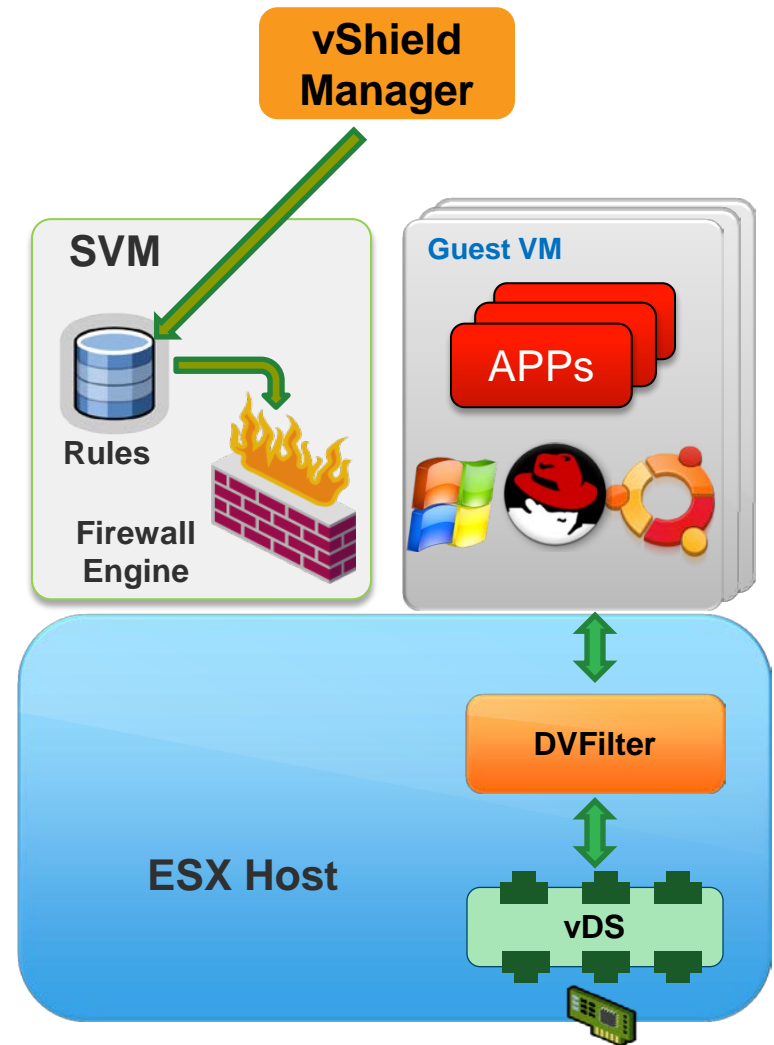 vShield
Manager
SVM
Rules
Firewall
Engine
Guest VM
APPs
DVFilter
ESX Host
vDS